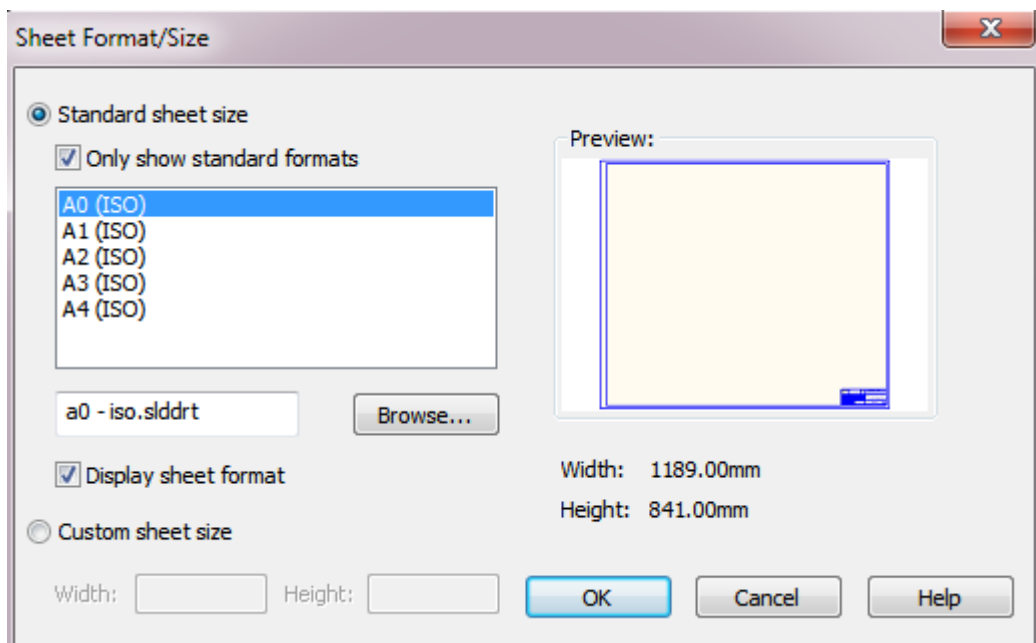 Sheet Format/Size
Standard sheet size
Only show standard formats
A0 (ISO)
A1 (ISO)
A2 (ISO)
A3 (ISO)
A4 (ISO)
a0 - iso.slddrt
Browse...
Display sheet format
Custom sheet size
Width:
Height:
Preview:
Width: 1189.00mm
Height: 841.00mm
OK
Cancel
Help